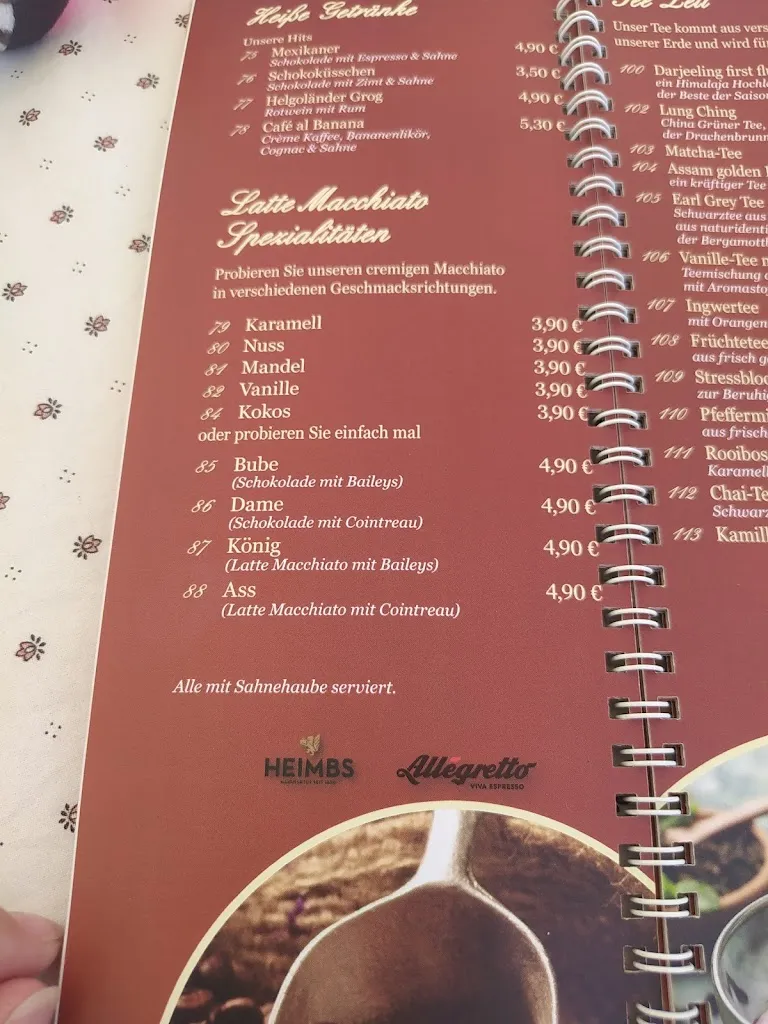 Heiße Getränke
Unsere Hits
75 Mexikaner 4,90 €
Schokolade mit Espresso & Sahne
76 Schokoküsschen 3,50 €
Schokolade mit Zimt & Sahne
77 Helgoländer Grog 4,90 €
Rotwein mit Rum
78 Café al Banana 5,30 €
Crème Kaffee, Bananenlikör,
Cognac & Sahne
Latte Macchiato
Spezialitäten
Probieren Sie unseren cremigen Macchiato
in verschiedenen Geschmacksrichtungen.
79 Karamell 3,90 €
80 Nuss 3,90 €
81 Mandel 3,90 €
82 Vanille 3,90 €
84 Kokos 3,90 €
oder probieren Sie einfach mal
85 Bube 4,90 €
(Schokolade mit Baileys)
86 Dame 4,90 €
(Schokolade mit Cointreau)
87 König 4,90 €
(Latte Macchiato mit Baileys)
88 Ass 4,90 €
(Latte Macchiato mit Cointreau)
Alle mit Sahnehaube serviert.
HEIMBS
Allegretto
VIVA ESPRESSO
Tee Zeit
Unser Tee kommt aus vers
unserer Erde und wird fü
100 Darjeeling first fl
ein Himalaja Hochl
der Beste der Saiso
102 Lung Ching
China Grüner Tee,
der Drachenbrunn
103 Matcha-Tee
104 Assam golden
ein kräftiger Tee
105 Earl Grey Tee
Schwarztee aus
aus naturidenti
der Bergamott
106 Vanille-Tee
Teemischung
mit Aromasto
107 Ingwertee
mit Orangen
108 Früchtetee
aus frisch g
109 Stressbloc
zur Beruhi
110 Pfeffermi
aus frisch
111 Rooibos
Karamell
112 Chai-Te
Schwarz
113 Kamill